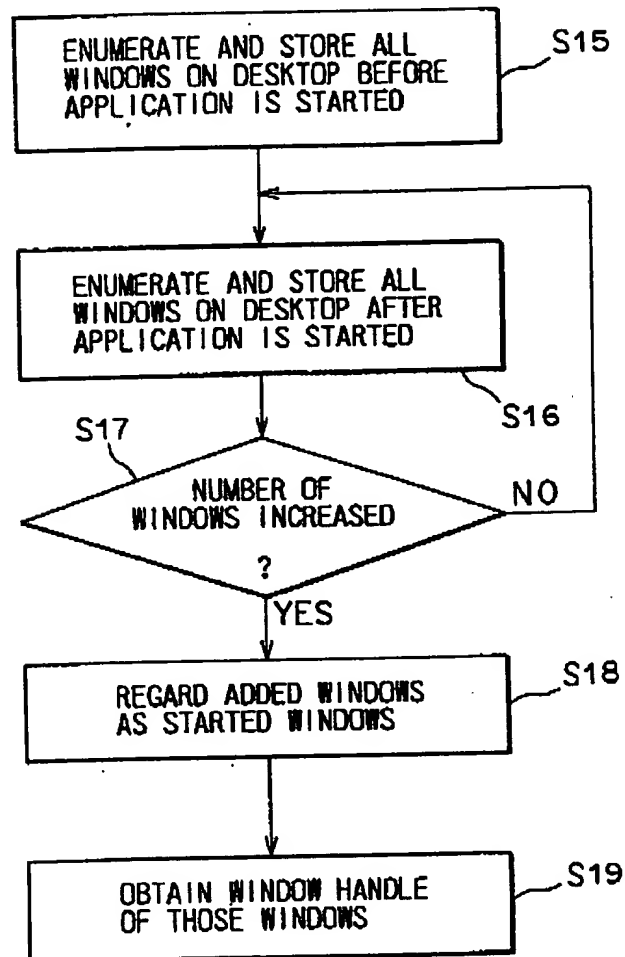 ENUMERATE AND STORE ALL
WINDOWS ON DESKTOP BEFORE
APPLICATION IS STARTED
S15
ENUMERATE AND STORE ALL
WINDOWS ON DESKTOP AFTER
APPLICATION IS STARTED
S16
S17
NUMBER OF
WINDOWS INCREASED
?
NO
YES
REGARD ADDED WINDOWS
AS STARTED WINDOWS
S18
OBTAIN WINDOW HANDLE
OF THOSE WINDOWS
S19